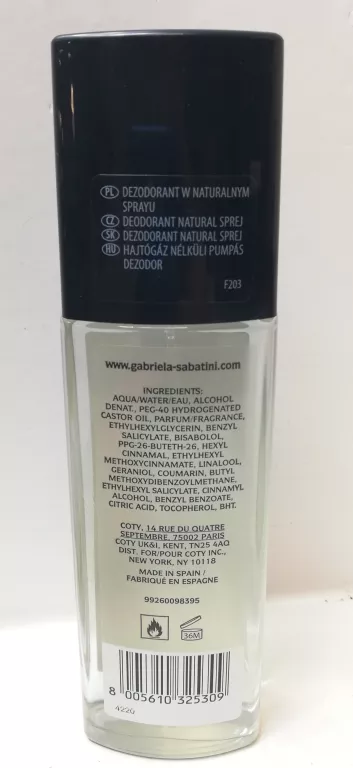 PL DEZODORANT W NATURALNYM
SPRAYU
CZ DEODORANT NATURAL SPREJ
SK DEZODORANT NATURAL SPREJ
HU HAJTÓGÁZ NÉLKÜLI PUMPÁS
DEZODOR
F203
www.gabriela-sabatini.com
INGREDIENTS:
AQUA/WATER/EAU, ALCOHOL
DENAT., PEG-40 HYDROGENATED
CASTOR OIL, PARFUM/FRAGRANCE,
ETHYLHEXYLGLYCERIN, BENZYL
SALICYLATE, BISABOLOL,
PPG-26-BUTETH-26, HEXYL
CINNAMAL, ETHYLHEXYL
METHOXYCINNAMATE, LINALOOL,
GERANIOL, COUMARIN, BUTYL
METHOXYDIBENZOYLMETHANE,
ETHYLHEXYL SALICYLATE, CINNAMYL
ALCOHOL, BENZYL BENZOATE,
CITRIC ACID, TOCOPHEROL, BHT.
COTY, 14 RUE DU QUATRE
SEPTEMBRE, 75002 PARIS
COTY UK&I, KENT, TN25 4AQ
DIST. FOR/POUR COTY INC.,
NEW YORK, NY 10118
MADE IN SPAIN /
FABRIQUÉ EN ESPAGNE
99260098395
36M
8 005610 325309
422Q